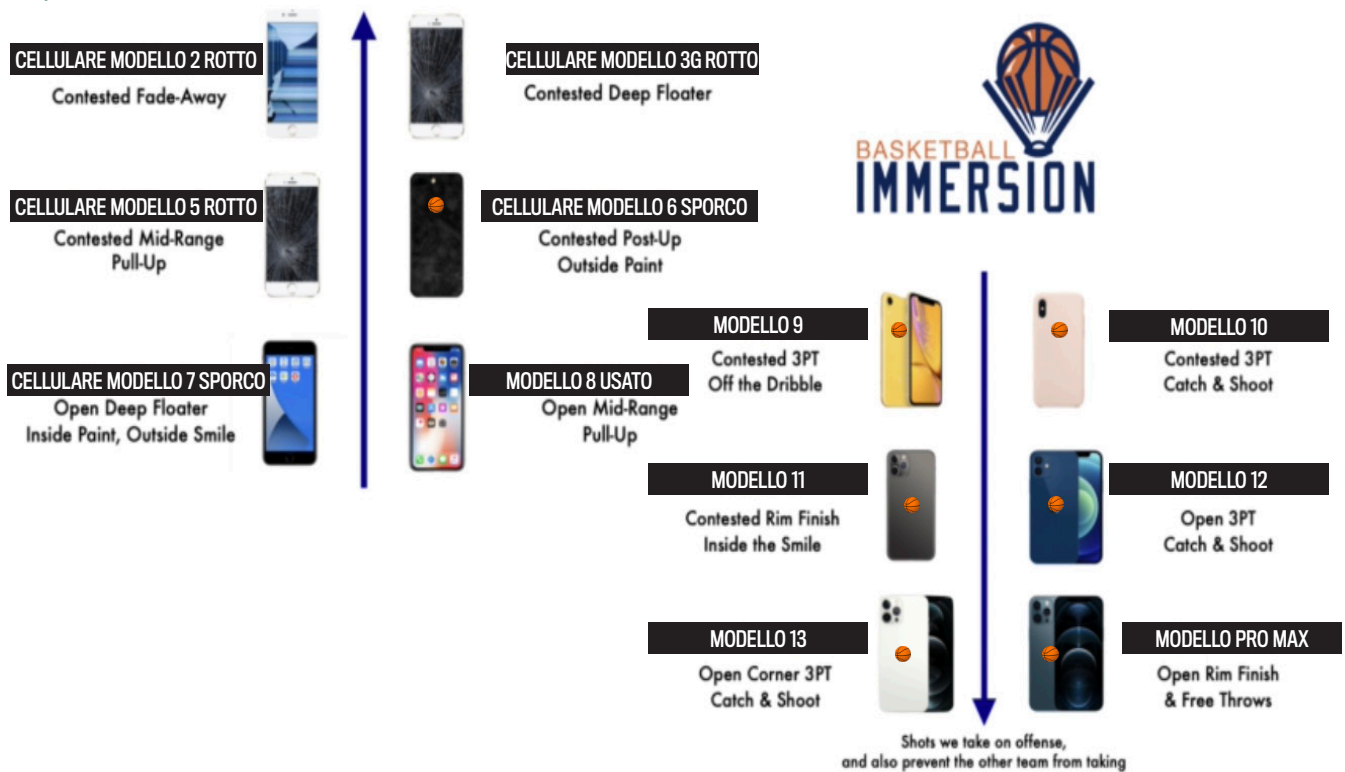 CELLULARE MODELLO 2 ROTTO
Contested Fade-Away
CELLULARE MODELLO 3G ROTTO
Contested Deep Floater
CELLULARE MODELLO 5 ROTTO
Contested Mid-Range
Pull-Up
CELLULARE MODELLO 6 SPORCO
Contested Post-Up
Outside Paint
CELLULARE MODELLO 7 SPORCO
Open Deep Floater
Inside Paint, Outside Smile
MODELLO 8 USATO
Open Mid-Range
Pull-Up
BASKETBALL
IMMERSION
MODELLO 9
Contested 3PT
Off the Dribble
MODELLO 10
Contested 3PT
Catch & Shoot
MODELLO 11
Contested Rim Finish
Inside the Smile
MODELLO 12
Open 3PT
Catch & Shoot
MODELLO 13
Open Corner 3PT
Catch & Shoot
MODELLO PRO MAX
Open Rim Finish
& Free Throws
Shots we take on offense,
and also prevent the other team from taking